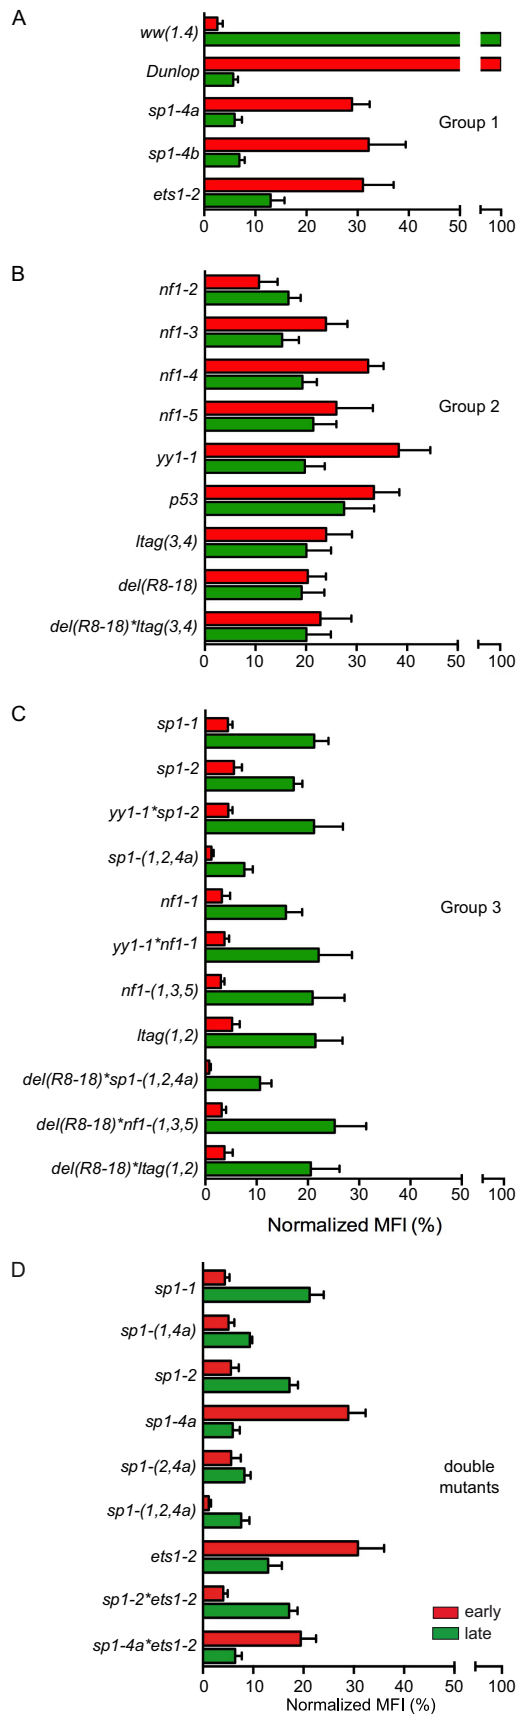 A
ww(1.4)
Dunlop
sp1-4a
sp1-4b
ets1-2
Group 1
0 10 20 30 40 50 100
B
nf1-2
nf1-3
nf1-4
nf1-5
yy1-1
p53
ltag(3,4)
del(R8-18)
del(R8-18)*ltag(3,4)
Group 2
0 10 20 30 40 50 100
C
sp1-1
sp1-2
yy1-1*sp1-2
sp1-(1,2,4a)
nf1-1
yy1-1*nf1-1
nf1-(1,3,5)
ltag(1,2)
del(R8-18)*sp1-(1,2,4a)
del(R8-18)*nf1-(1,3,5)
del(R8-18)*ltag(1,2)
Group 3
0 10 20 30 40 50 100
Normalized MFI (%)
D
sp1-1
sp1-(1,4a)
sp1-2
sp1-4a
sp1-(2,4a)
sp1-(1,2,4a)
ets1-2
sp1-2*ets1-2
sp1-4a*ets1-2
double
mutants
early
late
0 10 20 30 40 50 100
Normalized MFI (%)